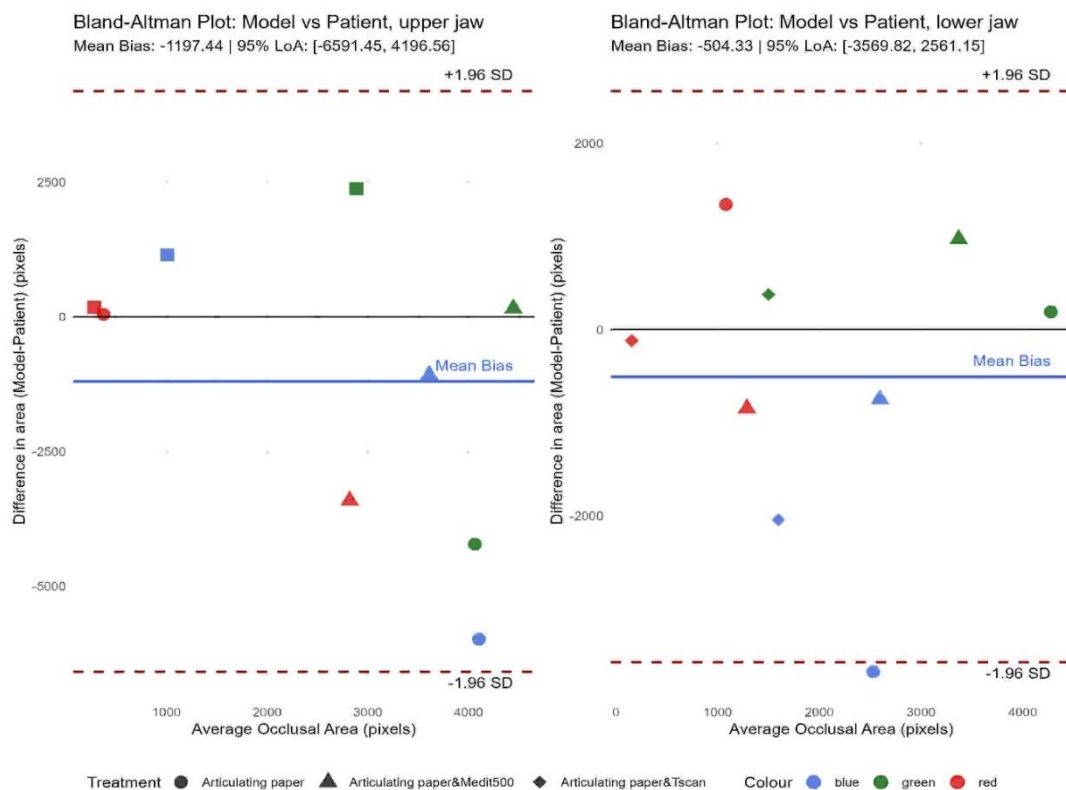 Bland-Altman Plot: Model vs Patient, upper jaw
Mean Bias: -1197.44 | 95% LoA: [-6591.45, 4196.56]
+1.96 SD
2500
0
-2500
-5000
Mean Bias
-1.96 SD
Difference in area (Model-Patient) (pixels)
1000 2000 3000 4000
Average Occlusal Area (pixels)
Bland-Altman Plot: Model vs Patient, lower jaw
Mean Bias: -504.33 | 95% LoA: [-3569.82, 2561.15]
+1.96 SD
2000
0
-2000
Mean Bias
-1.96 SD
Difference in area (Model-Patient) (pixels)
0 1000 2000 3000 4000
Average Occlusal Area (pixels)
Treatment Articulating paper Articulating paper&Medit500 Articulating paper&Tscan Colour blue green red